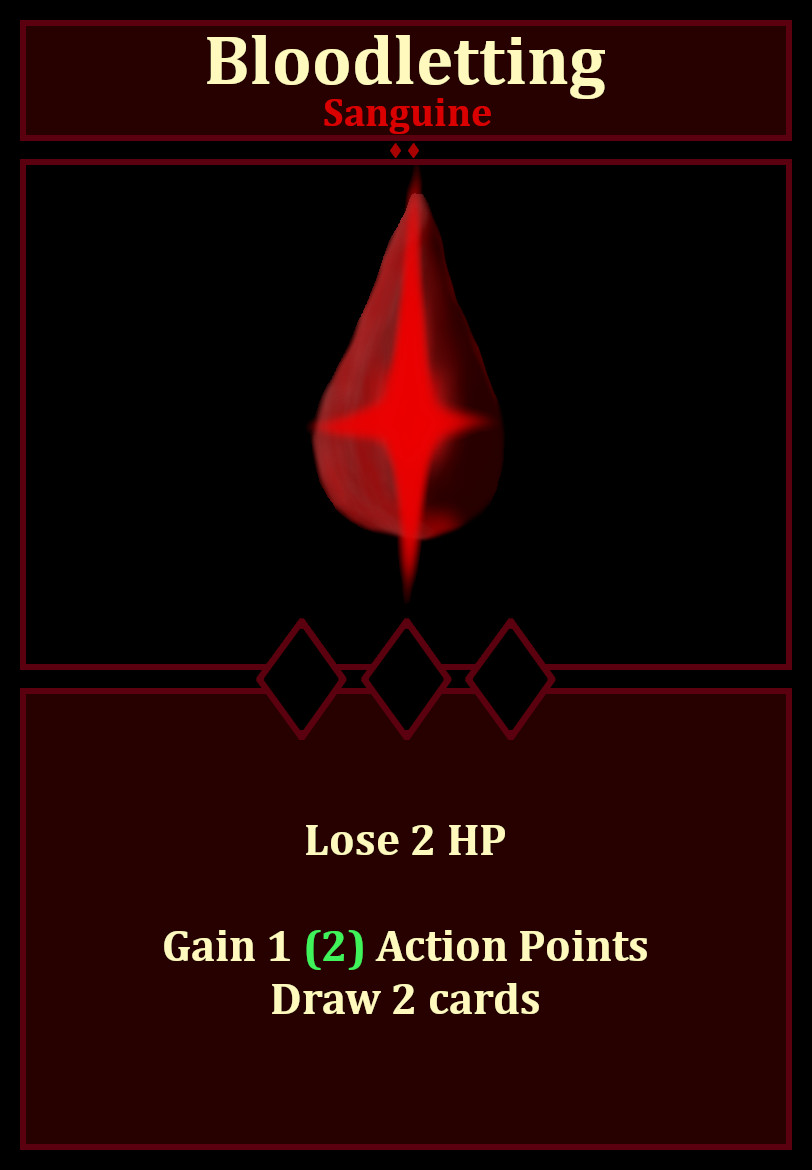 Bloodletting
Sanguine
Lose 2 HP
Gain 1 (2) Action Points
Draw 2 cards